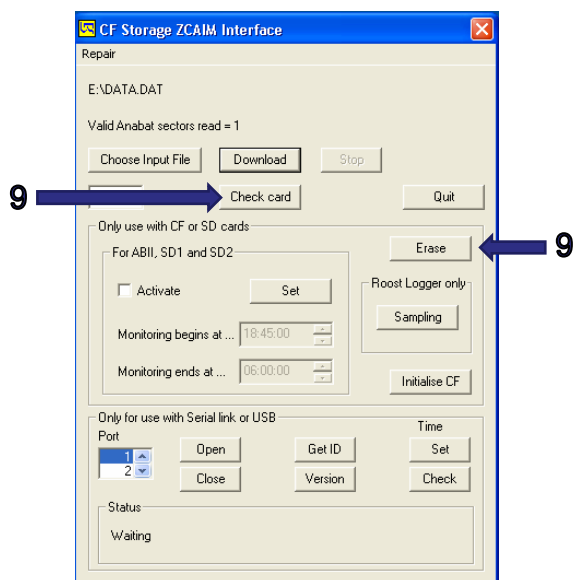 CF Storage ZCAIM Interface
Repair
E:\DATA.DAT
Valid Anabat sectors read = 1
Choose Input File Download Stop
9 Check card Quit
Only use with CF or SD cards
Erase 9
For ABII, SD1 and SD2
Activate Set
Roost Logger only
Sampling
Monitoring begins at ... 18:45:00
Monitoring ends at ... 06:00:00
Initialise CF
Only for use with Serial link or USB
Port Time
1 Open Get ID Set
2 Close Version Check
Status
Waiting